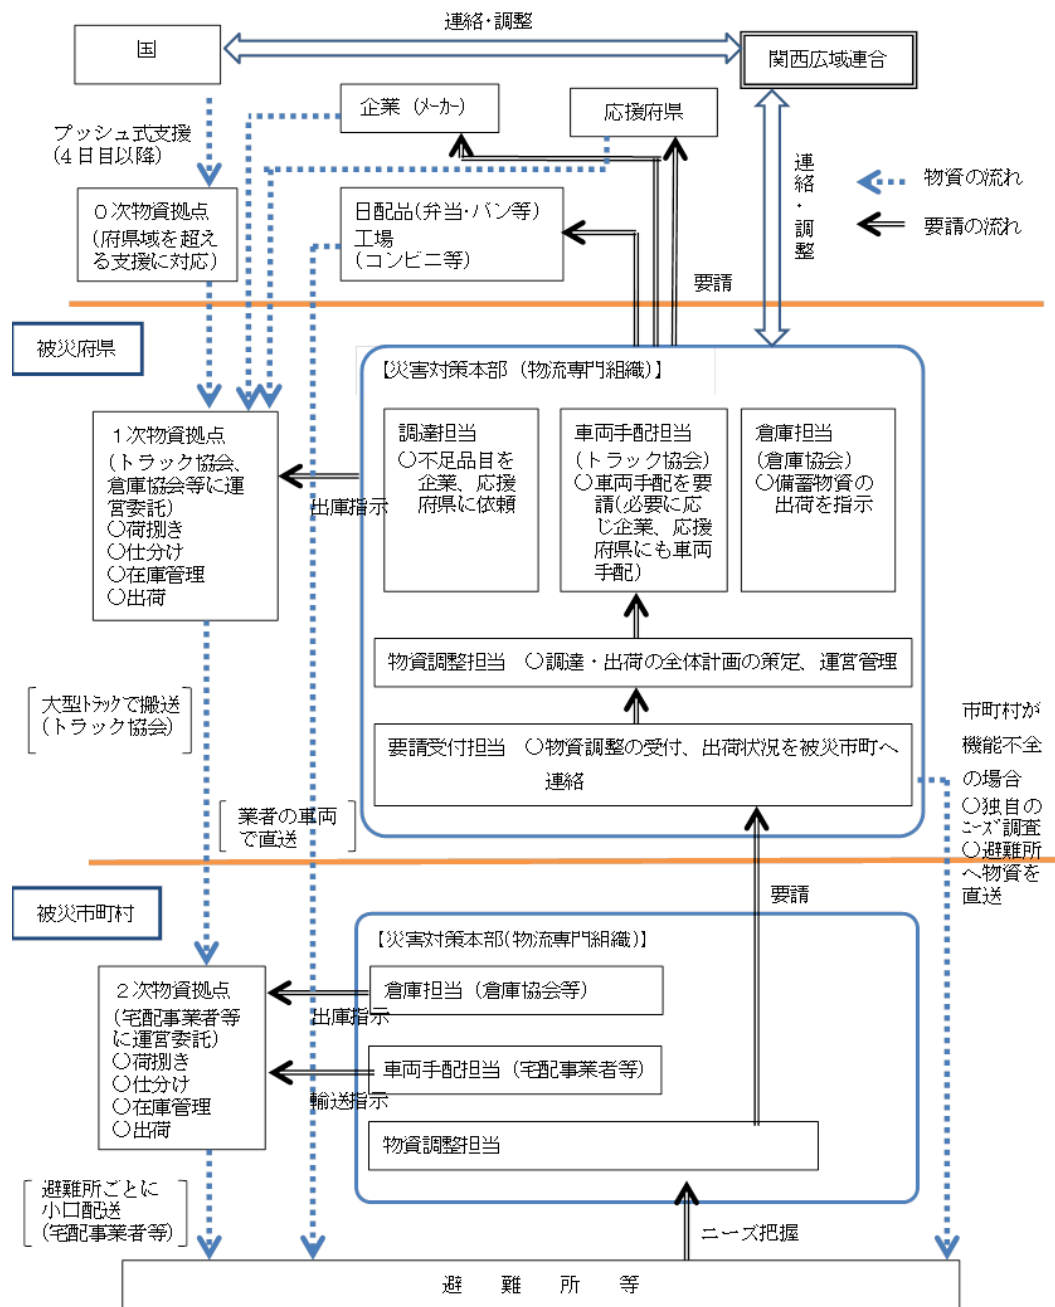 連絡・調整
国
関西広域連合
企業（ﾒｰｶｰ）
応援府県
プッシュ式支援
(４日目以降)
連絡・調整
物資の流れ
要請の流れ
０次物資拠点
(府県域を超え
る支援に対応)
日配品(弁当･パン等)
工場
(コンビニ等)
要請
被災府県
【災害対策本部（物流専門組織）】
１次物資拠点
(トラック協会、
倉庫協会等に運
営委託)
○荷捌き
○仕分け
○在庫管理
○出荷
出庫指示
調達担当
○不足品目を
企業、応援
府県に依頼
車両手配担当
(トラック協会)
○車両手配を要
請(必要に応
じ企業、応援
府県にも車両
手配)
倉庫担当
(倉庫協会)
○備蓄物資の
出荷を指示
物資調整担当　○調達・出荷の全体計画の策定、運営管理
要請受付担当　○物資調整の受付、出荷状況を被災市町へ
連絡
大型ﾄﾗｯｸで搬送
(トラック協会)
業者の車両
で直送
市町村が
機能不全
の場合
○独自の
ﾆｰｽﾞ調査
○避難所
へ物資を
直送
被災市町村
要請
【災害対策本部(物流専門組織)】
２次物資拠点
(宅配事業者等
に運営委託)
○荷捌き
○仕分け
○在庫管理
○出荷
倉庫担当（倉庫協会等）
出庫指示
車両手配担当（宅配事業者等）
輸送指示
物資調整担当
避難所ごとに
小口配送
(宅配事業者等)
ニーズ把握
避　難　所　等